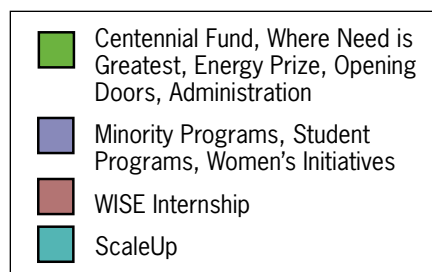 Centennial Fund, Where Need is
Greatest, Energy Prize, Opening
Doors, Administration
Minority Programs, Student
Programs, Women's Initiatives
WISE Internship
ScaleUp